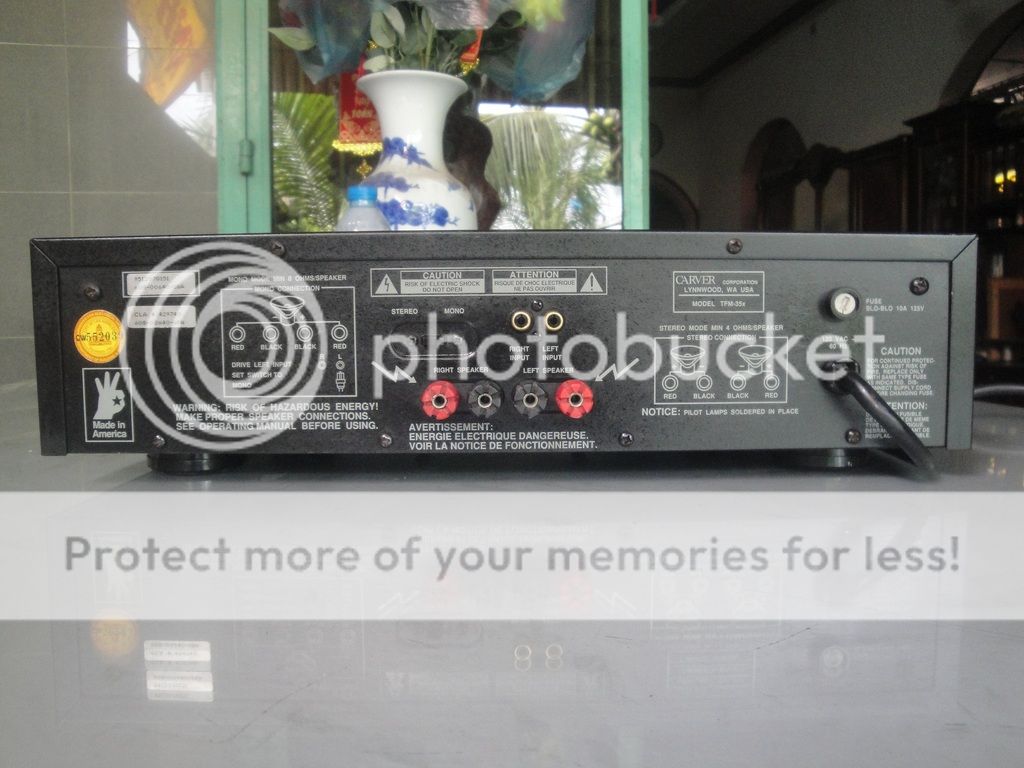 MONO MODE MIN 8 OHMS/SPEAKER
MONO CONNECTION
RED BLACK BLACK RED
DRIVE LEFT INPUT
SET SWITCH TO
MONO
R L
Made in
America
WARNING: RISK OF HAZARDOUS ENERGY!
MAKE PROPER SPEAKER CONNECTIONS.
SEE OPERATING MANUAL BEFORE USING.
CAUTION
RISK OF ELECTRIC SHOCK
DO NOT OPEN
ATTENTION
RISQUE DE CHOC ELECTRIQUE
NE PAS OUVRIR
STEREO MONO
RIGHT INPUT
LEFT INPUT
RIGHT SPEAKER LEFT SPEAKER
AVERTISSEMENT:
ENERGIE ELECTRIQUE DANGEREUSE.
VOIR LA NOTICE DE FONCTIONNEMENT.
CARVER CORPORATION
LYNNWOOD, WA USA
MODEL TFM-35x
STEREO MODE MIN 4 OHMS/SPEAKER
STEREO CONNECTION
RED BLACK BLACK RED
NOTICE: PILOT LAMPS SOLDERED IN PLACE
FUSE
SLO-BLO 10A 125V
60 Hz
CAUTION
photobucket
Protect more of your memories for less!